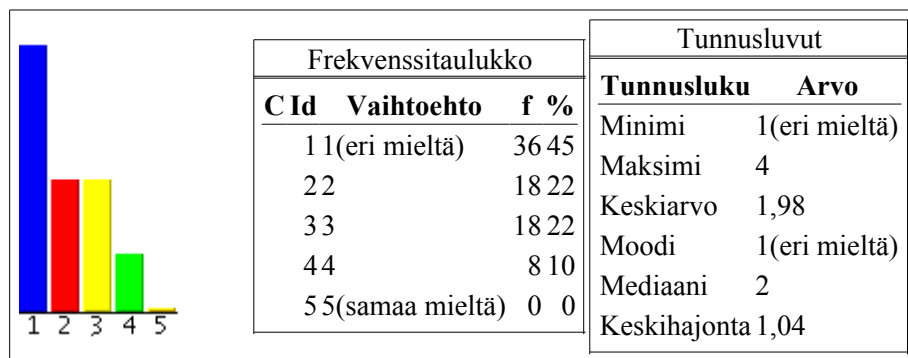 1 2 3 4 5
Frekvenssitaulukko
C Id Vaihtoehto f %
1 1(eri mieltä) 36 45
2 2 18 22
3 3 18 22
4 4 8 10
5 5(samaa mieltä) 0 0
Tunnusluvut
Tunnusluku Arvo
Minimi 1(eri mieltä)
Maksimi 4
Keskiarvo 1,98
Moodi 1(eri mieltä)
Mediaani 2
Keskihajonta 1,04